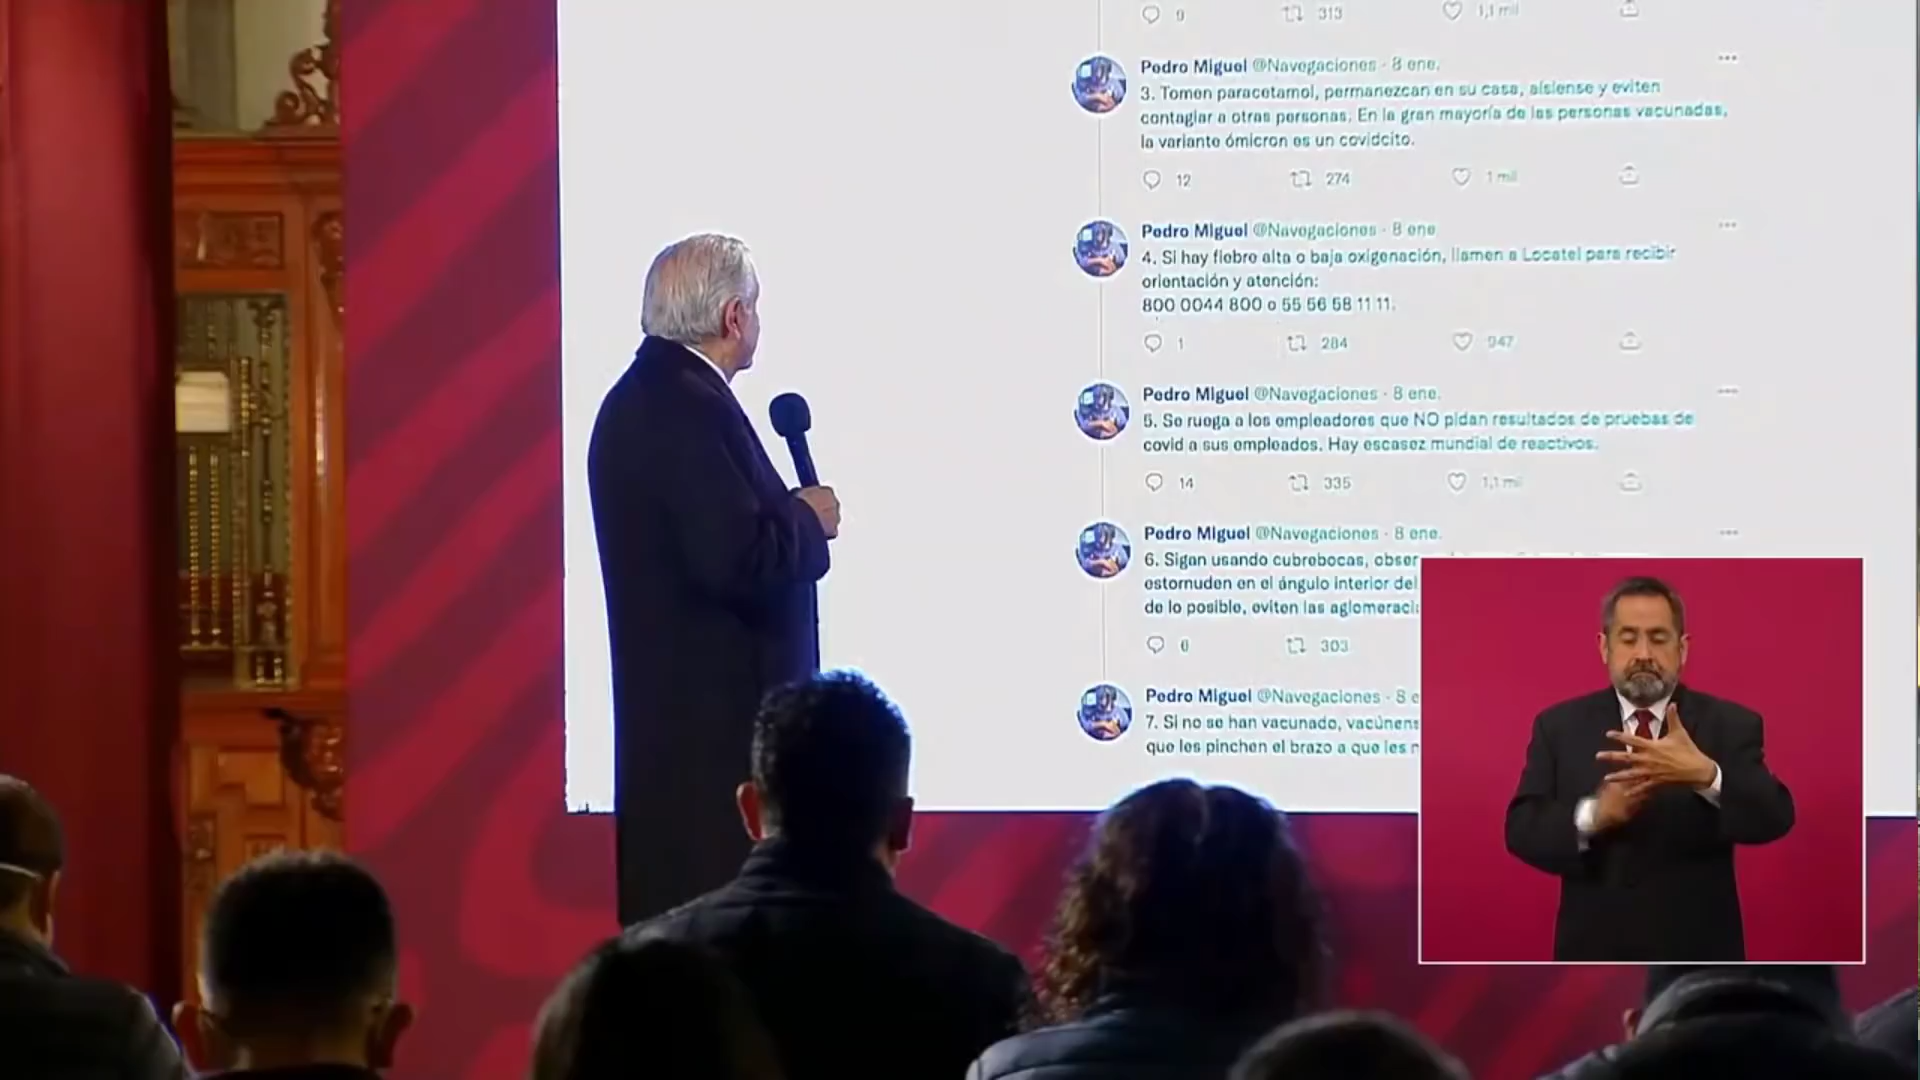 9 313 1,1 mil
Pedro Miguel @Navegaciones · 8 ene.
3. Tomen paracetamol, permanezcan en su casa, aíslense y eviten
contagiar a otras personas. En la gran mayoría de las personas vacunadas,
la variante ómicron es un covidcito.
12 274 1 mil
Pedro Miguel @Navegaciones · 8 ene.
4. Si hay fiebre alta o baja oxigenación, llamen a Locatel para recibir
orientación y atención:
800 0044 800 o 55 56 58 11 11.
1 284 947
Pedro Miguel @Navegaciones · 8 ene.
5. Se ruega a los empleadores que NO pidan resultados de pruebas de
covid a sus empleados. Hay escasez mundial de reactivos.
14 335 1,1 mil
Pedro Miguel @Navegaciones · 8 ene.
6. Sigan usando cubrebocas, obser
estornuden en el ángulo interior del
de lo posible, eviten las aglomeraci
6 303
Pedro Miguel @Navegaciones · 8 e
7. Si no se han vacunado, vacúnens
que les pinchen el brazo a que les